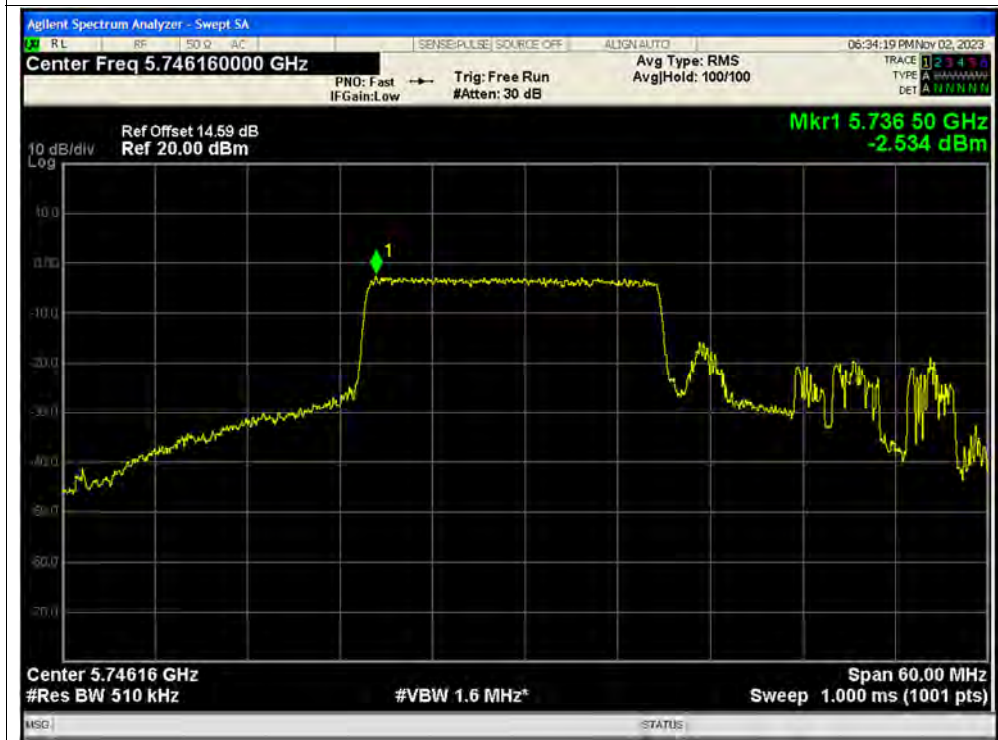 Agilent Spectrum Analyzer - Swept SA
RL RF 50 Ω AC SENSE:PULSE SOURCE OFF ALIGN AUTO 06:34:19 PM Nov 02, 2023
Center Freq 5.746160000 GHz
PNO: Fast
IFGain:Low
Trig: Free Run
#Atten: 30 dB
Avg Type: RMS
Avg|Hold: 100/100
TRACE 1 2 3 4 5 6
TYPE A WWWWW
DET A N N N N N
Mkr1 5.736 50 GHz
-2.534 dBm
Ref Offset 14.59 dB
10 dB/div Ref 20.00 dBm
Log
10.0
0.00
1
-10.0
-20.0
-30.0
-40.0
-50.0
-60.0
-70.0
Center 5.74616 GHz Span 60.00 MHz
#Res BW 510 kHz #VBW 1.6 MHz* Sweep 1.000 ms (1001 pts)
MSG STATUS